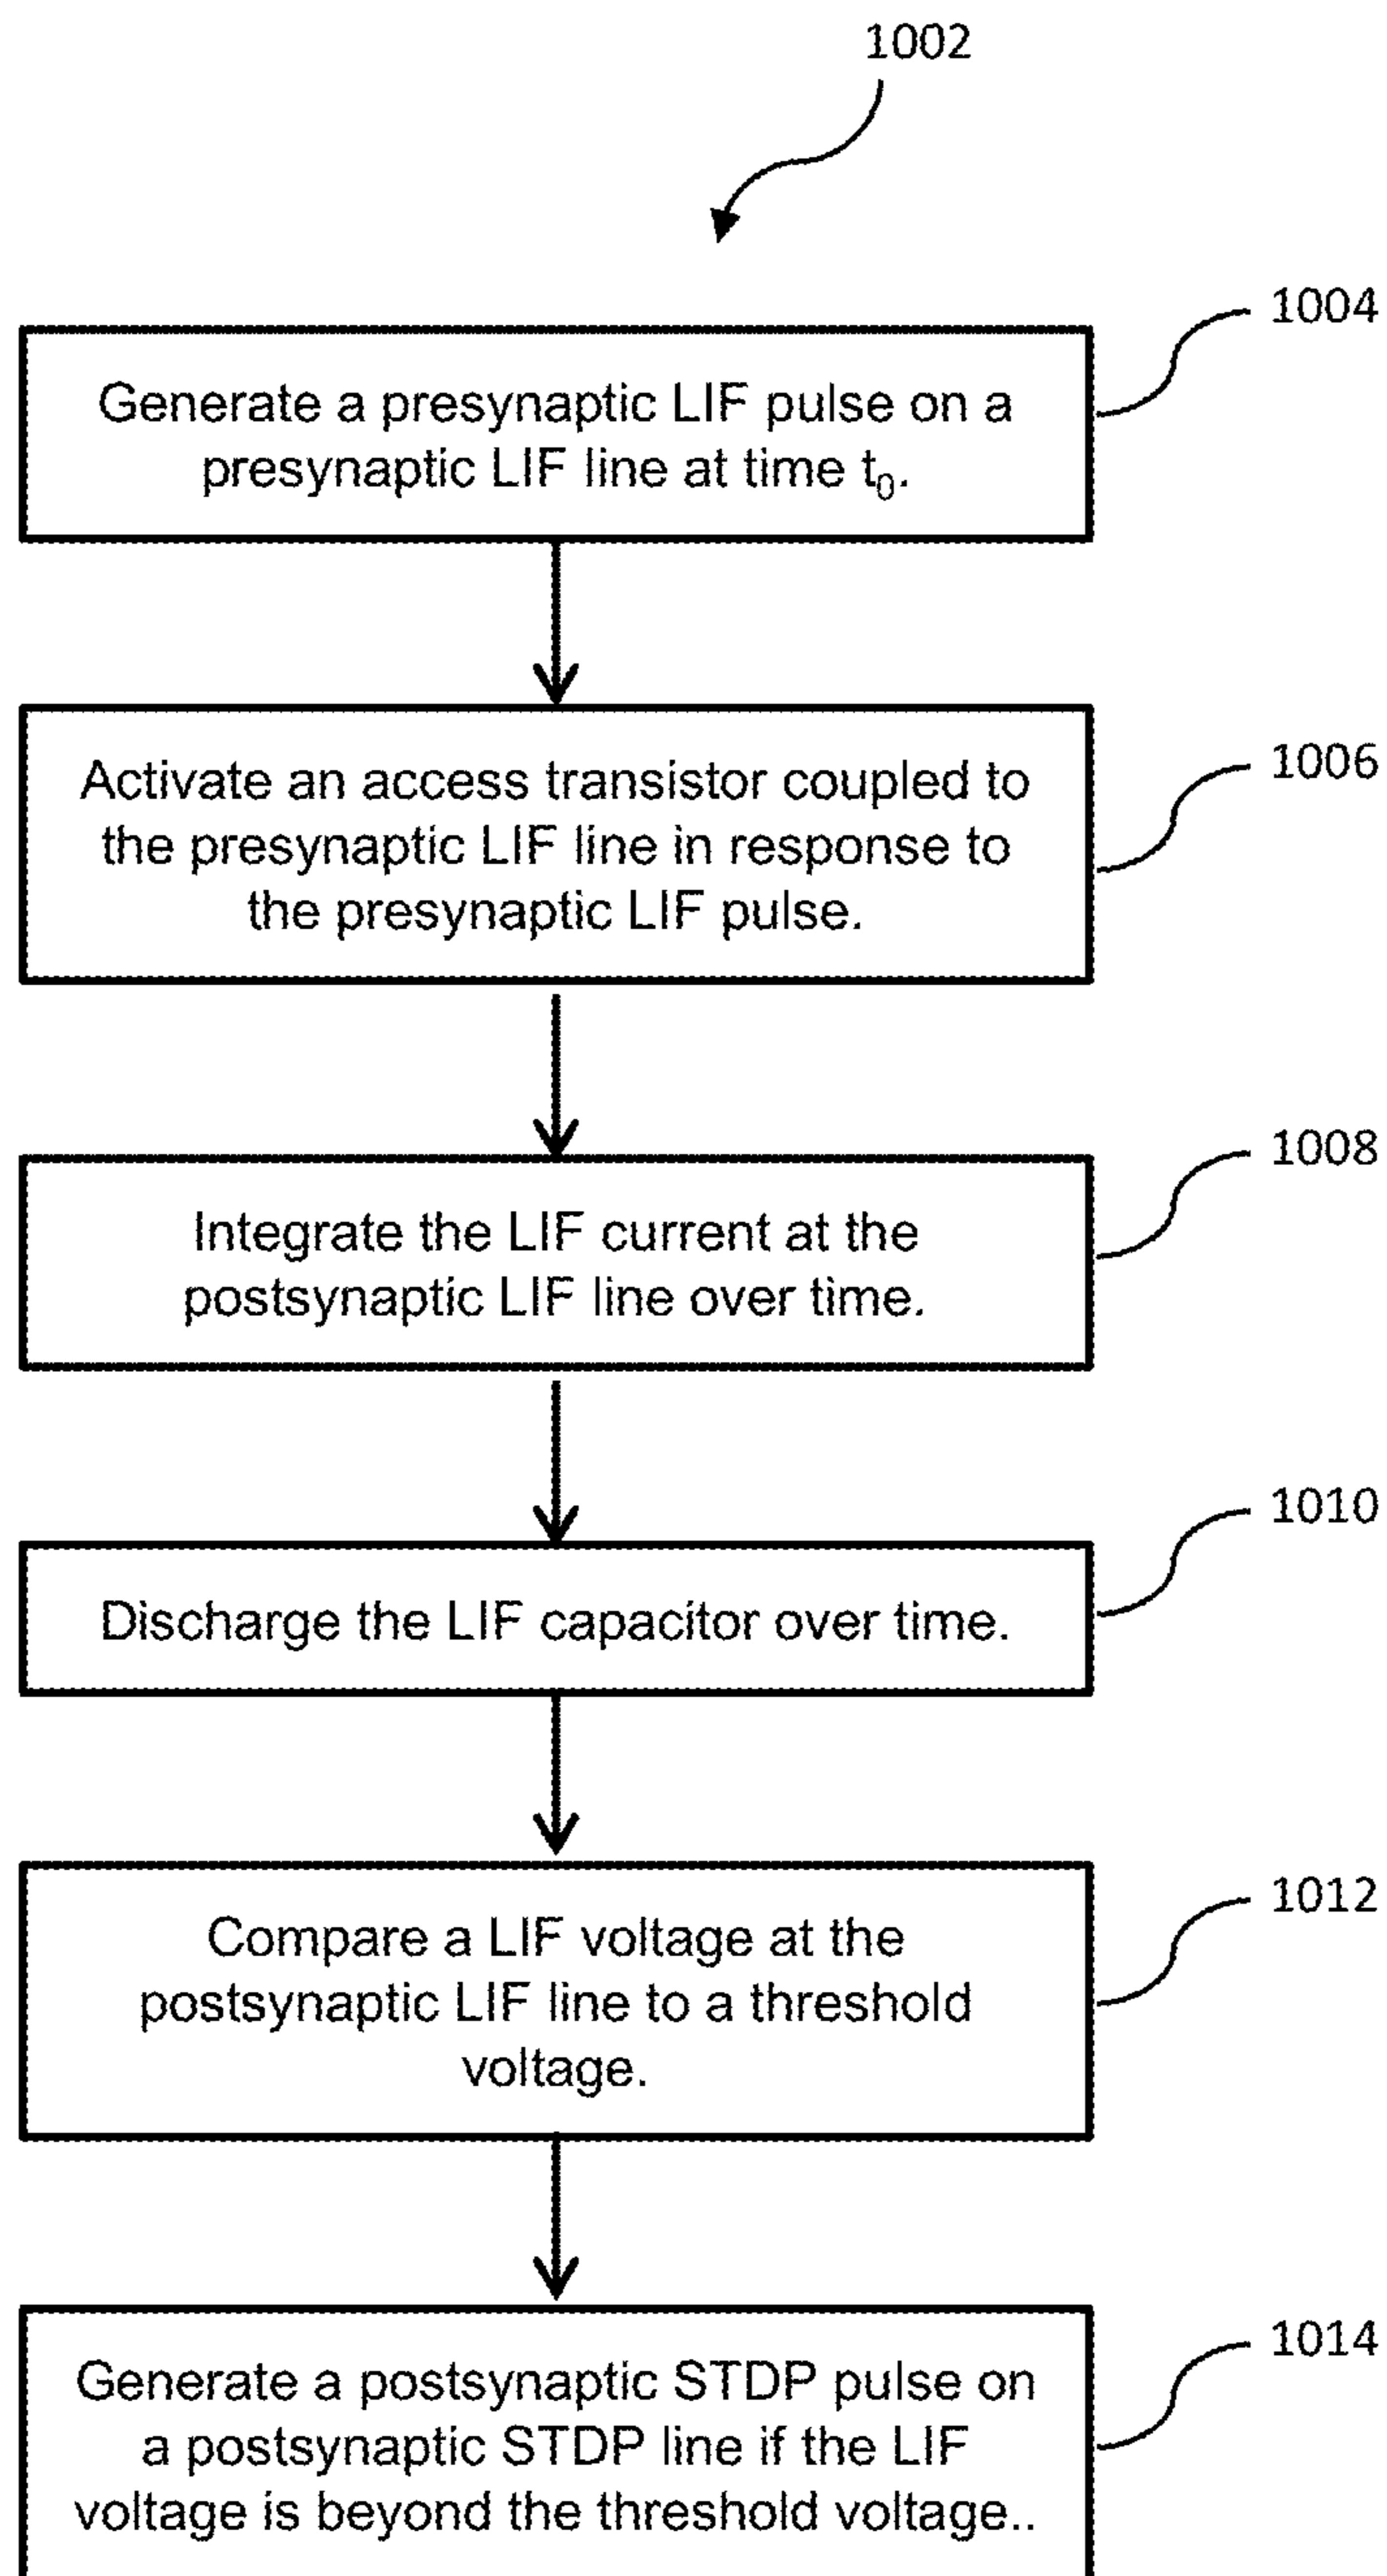 1002
1004
Generate a presynaptic LIF pulse on a
presynaptic LIF line at time t₀.
1006
Activate an access transistor coupled to
the presynaptic LIF line in response to
the presynaptic LIF pulse.
1008
Integrate the LIF current at the
postsynaptic LIF line over time.
1010
Discharge the LIF capacitor over time.
1012
Compare a LIF voltage at the
postsynaptic LIF line to a threshold
voltage.
1014
Generate a postsynaptic STDP pulse on
a postsynaptic STDP line if the LIF
voltage is beyond the threshold voltage..